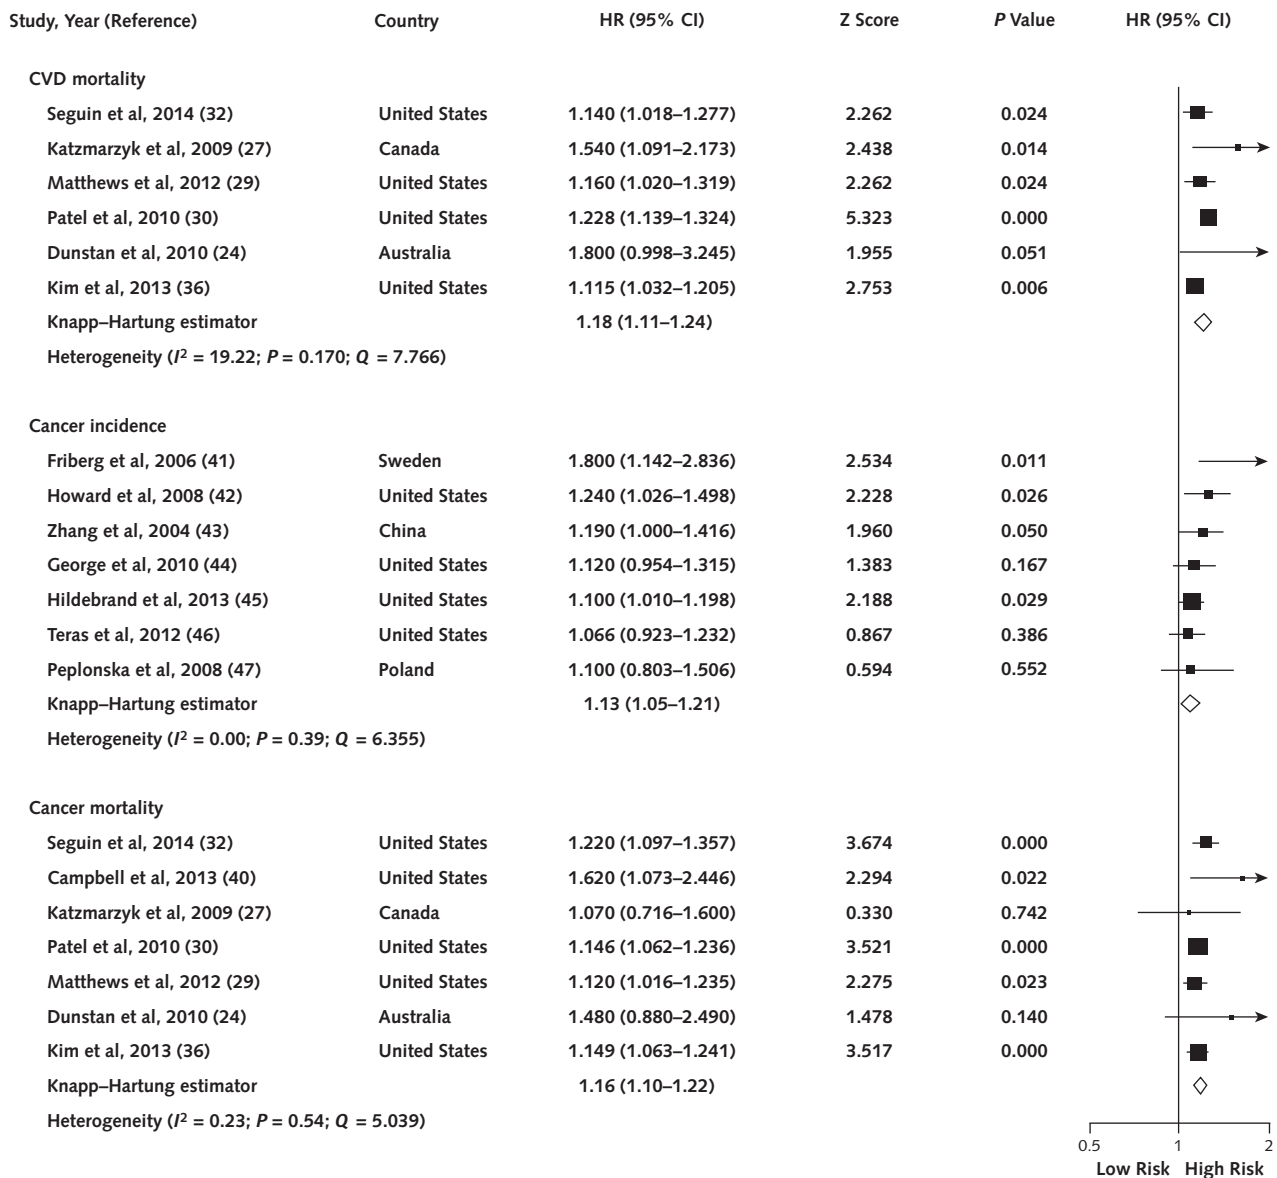 Study, Year (Reference) Country HR (95% CI) Z Score P Value HR (95% CI)
CVD mortality
Seguin et al, 2014 (32) United States 1.140 (1.018–1.277) 2.262 0.024
Katzmarzyk et al, 2009 (27) Canada 1.540 (1.091–2.173) 2.438 0.014
Matthews et al, 2012 (29) United States 1.160 (1.020–1.319) 2.262 0.024
Patel et al, 2010 (30) United States 1.228 (1.139–1.324) 5.323 0.000
Dunstan et al, 2010 (24) Australia 1.800 (0.998–3.245) 1.955 0.051
Kim et al, 2013 (36) United States 1.115 (1.032–1.205) 2.753 0.006
Knapp–Hartung estimator 1.18 (1.11–1.24)
Heterogeneity (I² = 19.22; P = 0.170; Q = 7.766)
Cancer incidence
Friberg et al, 2006 (41) Sweden 1.800 (1.142–2.836) 2.534 0.011
Howard et al, 2008 (42) United States 1.240 (1.026–1.498) 2.228 0.026
Zhang et al, 2004 (43) China 1.190 (1.000–1.416) 1.960 0.050
George et al, 2010 (44) United States 1.120 (0.954–1.315) 1.383 0.167
Hildebrand et al, 2013 (45) United States 1.100 (1.010–1.198) 2.188 0.029
Teras et al, 2012 (46) United States 1.066 (0.923–1.232) 0.867 0.386
Peplonska et al, 2008 (47) Poland 1.100 (0.803–1.506) 0.594 0.552
Knapp–Hartung estimator 1.13 (1.05–1.21)
Heterogeneity (I² = 0.00; P = 0.39; Q = 6.355)
Cancer mortality
Seguin et al, 2014 (32) United States 1.220 (1.097–1.357) 3.674 0.000
Campbell et al, 2013 (40) United States 1.620 (1.073–2.446) 2.294 0.022
Katzmarzyk et al, 2009 (27) Canada 1.070 (0.716–1.600) 0.330 0.742
Patel et al, 2010 (30) United States 1.146 (1.062–1.236) 3.521 0.000
Matthews et al, 2012 (29) United States 1.120 (1.016–1.235) 2.275 0.023
Dunstan et al, 2010 (24) Australia 1.480 (0.880–2.490) 1.478 0.140
Kim et al, 2013 (36) United States 1.149 (1.063–1.241) 3.517 0.000
Knapp–Hartung estimator 1.16 (1.10–1.22)
Heterogeneity (I² = 0.23; P = 0.54; Q = 5.039)
0.5 1 2
Low Risk High Risk